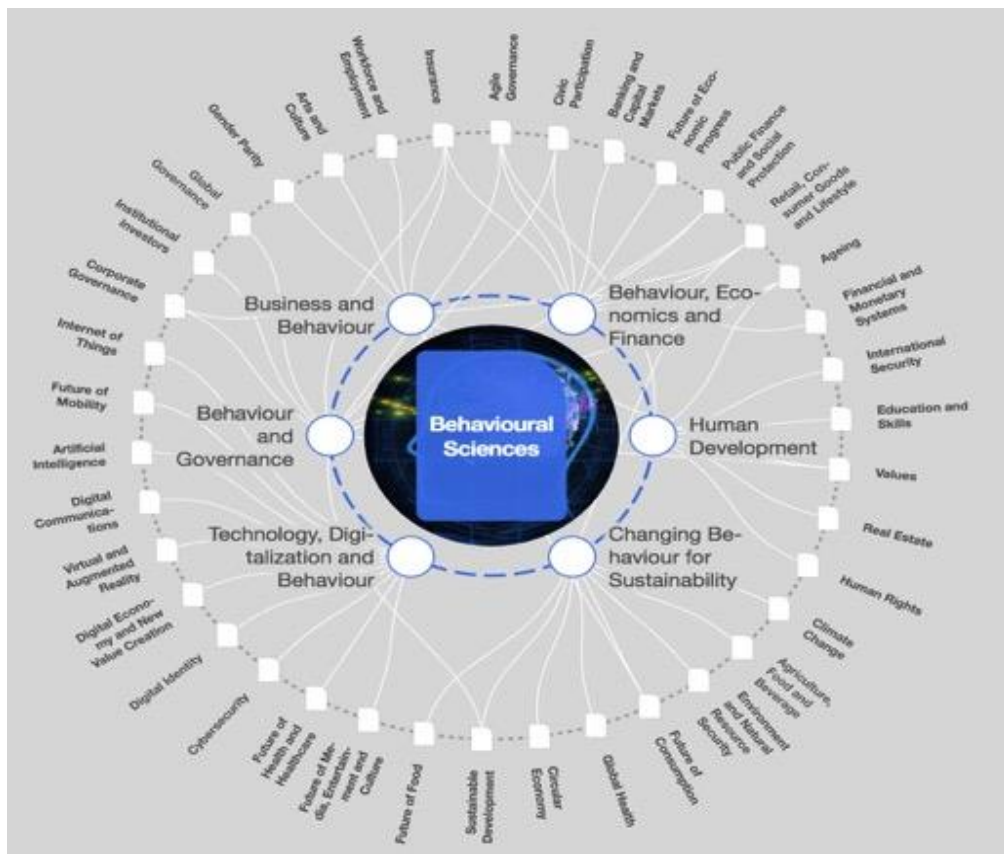 Behavioural
Sciences
Business and
Behaviour
Behaviour, Eco-
nomics and
Finance
Human
Development
Changing Be-
haviour for
Sustainability
Technology, Digi-
talization and
Behaviour
Behaviour
and
Governance
Agile
Governance
Civic
Participation
Banking and
Capital
Markets
Future of Eco-
nomic
Progress
Public Finance
and Social
Protection
Retail, Con-
sumer Goods
and Lifestyle
Ageing
Financial and
Monetary
Systems
International
Security
Education and
Skills
Values
Real Estate
Human Rights
Climate
Change
Agriculture,
Food and
Beverage
Environment
and Natural
Resource
Security
Future of
Consumption
Global Health
Circular
Economy
Sustainable
Development
Future of Food
Future of Me-
dia, Entertain-
ment and
Culture
Future of
Health and
Healthcare
Cybersecurity
Digital Identity
Digital Econo-
my and New
Value Creation
Virtual and
Augmented
Reality
Digital
Communica-
tions
Artificial
Intelligence
Future of
Mobility
Internet of
Things
Corporate
Governance
Institutional
Investors
Global
Governance
Gender Parity
Arts and
Culture
Workforce and
Employment
Insurance